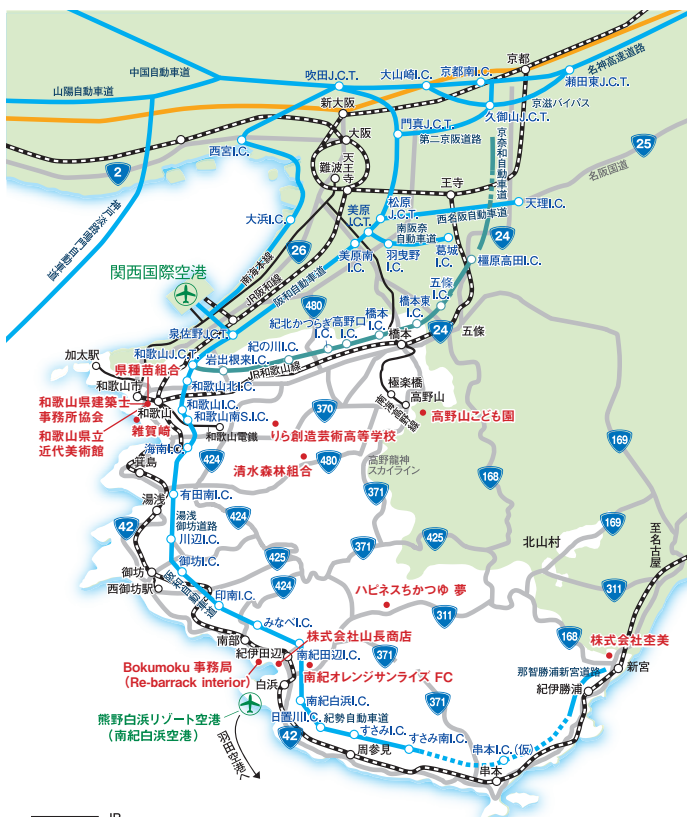 京都
名神高速道路
中国自動車道
吹田J.C.T.
大山崎I.C.
京都南I.C.
瀬田東J.C.T.
山陽自動車道
新大阪
京滋バイパス
久御山J.C.T.
門真J.C.T.
第二京阪道路
大阪
西宮I.C.
京奈和自動車道
25
名阪国道
2
難波
天王寺
王寺
神戸淡路鳴門自動車道
大浜I.C.
美原
J.C.T.
松原
J.C.T.
天理I.C.
西名阪自動車道
南阪奈
自動車道
24
26
美原南
I.C.
羽曳野
I.C.
葛城
I.C.
橿原高田I.C.
関西国際空港
南海本線
JR阪和線
阪和自動車道
480
五條
I.C.
橋本東
I.C.
橋本
I.C.
高野口
I.C.
紀北かつらぎ
I.C.
泉佐野J.C.T.
24
五條
紀の川I.C.
橋本
和歌山J.C.T.
岩出根来I.C.
JR和歌山線
加太駅
県種苗組合
和歌山北I.C.
和歌山市
極楽橋
高野山
南海高野線
和歌山県建築士
事務所協会
和歌山I.C.
和歌山
和歌山南S.I.C.
370
高野山こども園
和歌山県立
近代美術館
雑賀崎
和歌山電鐵
りら創造芸術高等学校
169
海南I.C.
424
清水森林組合
480
高野龍神
スカイライン
168
箕島
371
有田南I.C.
湯浅
湯浅
御坊道路
424
42
169
川辺I.C.
425
371
北山村
至名古屋
425
御坊I.C.
御坊
424
西御坊駅
阪和自動車道
ハピネスちかつゆ 夢
311
印南I.C.
311
みなべI.C.
168
南部
株式会社山長商店
株式会社杢美
紀伊田辺
371
南紀田辺I.C.
Bokumoku 事務局
(Re-barrack interior)
南紀オレンジサンライズ FC
那智勝浦新宮道路
新宮
白浜
紀伊勝浦
南紀白浜I.C.
371
熊野白浜リゾート空港
(南紀白浜空港)
日置川I.C.
紀勢自動車道
すさみI.C.
42
すさみ南I.C.
羽田空港へ
周参見
串本I.C.(仮)
串本
JR